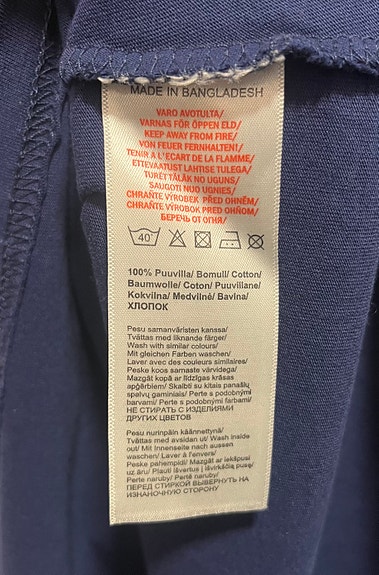 MADE IN BANGLADESH
VARO AVOTULTA/
VARNAS FÖR ÖPPEN ELD/
KEEP AWAY FROM FIRE/
VON FEUER FERNHALTEN!/
TENIR A L'ECART DE LA FLAMME/
ETTEVAATUST LAHTISE TULEGA/
TURĒT TĀLĀK NO UGUNS/
SAUGOTI NUO UGNIES/
CHRAŇTE VÝROBEK PŘED OHNĚM/
CHRÁŇTE VÝROBOK PRED OHŇOM/
БЕРЕЧЬ ОТ ОГНЯ/
40°
100% Puuvilla/ Bomull/ Cotton/
Baumwolle/ Coton/ Puuvillane/
Kokvilna/ Medvilnė/ Bavlna/
ХЛОПОК
Pesu samanväristen kanssa/
Tvättas med liknande färger/
Wash with similar colours/
Mit gleichen Farben waschen/
Laver avec des couleurs similaires/
Peske koos samaste värvidega/
Mazgāt kopā ar līdzīgas krāsas
apģērbiem/ Skalbti su kitais panašių
spalvų gaminiais/ Perte s podobnými
barvami/ Perte s podobnými farbami/
НЕ СТИРАТЬ С ИЗДЕЛИЯМИ
ДРУГИХ ЦВЕТОВ
Pesu nurinpäin käännettynä/
Tvättas med avsidan ut/ Wash inside
out/ Mit Innenseite nach aussen
waschen/ Laver à l'envers/
Peske pahempidi/ Mazgāt ar iekāpusi
uz āru/ Plauti išvertus į išvirkščią pusę/
Perte naruby/ Perte naruby/
ПЕРЕД СТИРКОЙ ВЫВЕРНУТЬ НА
ИЗНАНОЧНУЮ СТОРОНУ